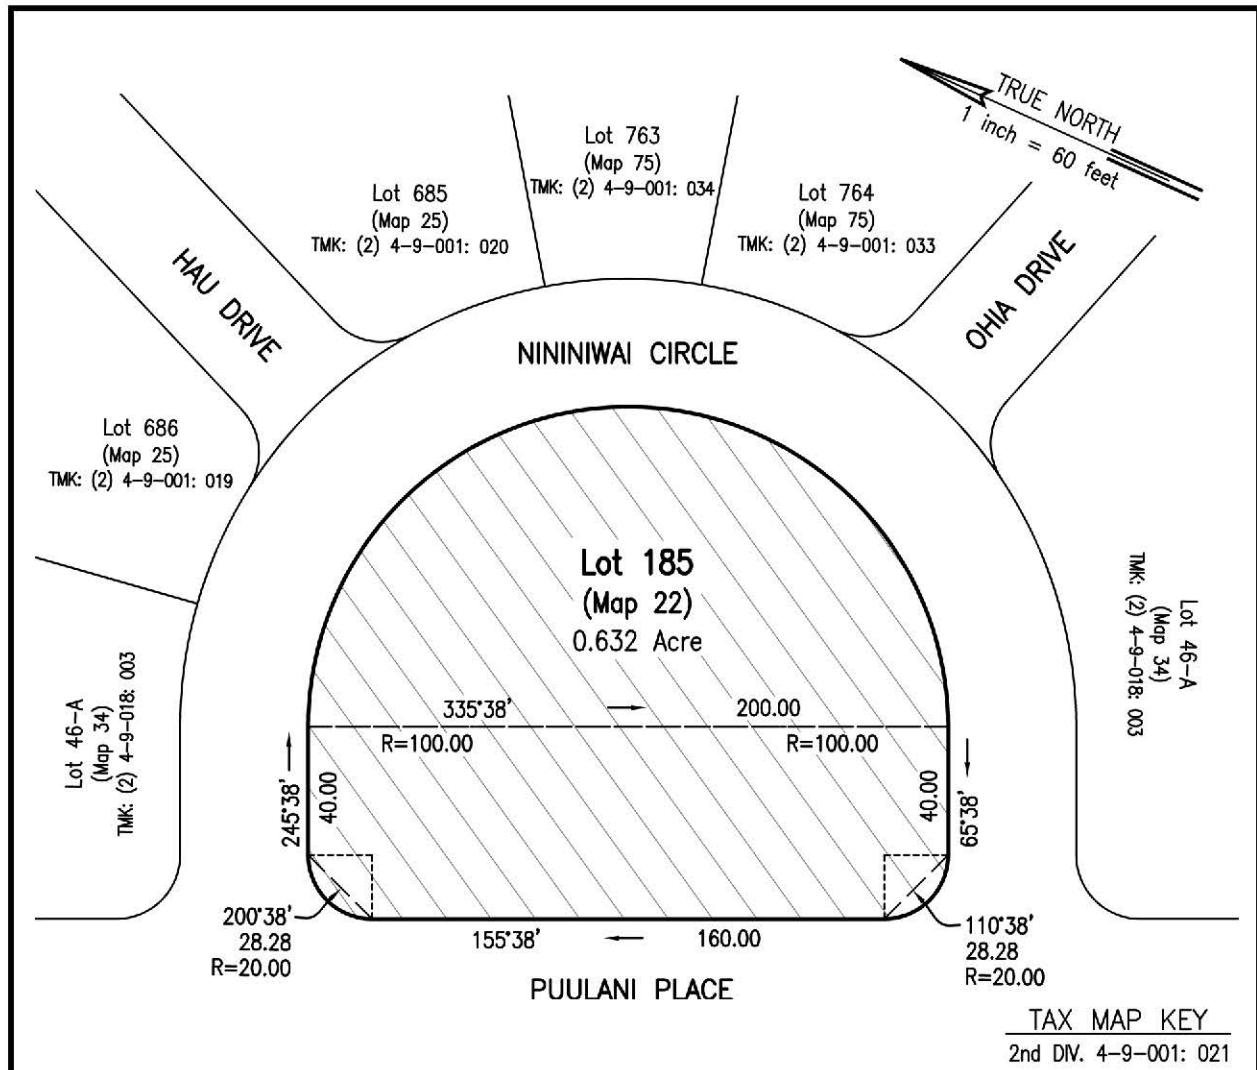 TRUE NORTH
1 inch = 60 feet
Lot 763
(Map 75)
TMK: (2) 4-9-001: 034
Lot 685
(Map 25)
TMK: (2) 4-9-001: 020
Lot 764
(Map 75)
TMK: (2) 4-9-001: 033
HAU DRIVE
OHIA DRIVE
NININIWAI CIRCLE
Lot 686
(Map 25)
TMK: (2) 4-9-001: 019
Lot 185
(Map 22)
0.632 Acre
Lot 46-A
(Map 34)
TMK: (2) 4-9-018: 003
Lot 46-A
(Map 34)
TMK: (2) 4-9-018: 003
335°38' 200.00
R=100.00 R=100.00
245°38'
40.00
40.00
65°38'
200°38'
28.28
R=20.00
155°38' 160.00
110°38'
28.28
R=20.00
PUULANI PLACE
TAX MAP KEY
2nd DIV. 4-9-001: 021